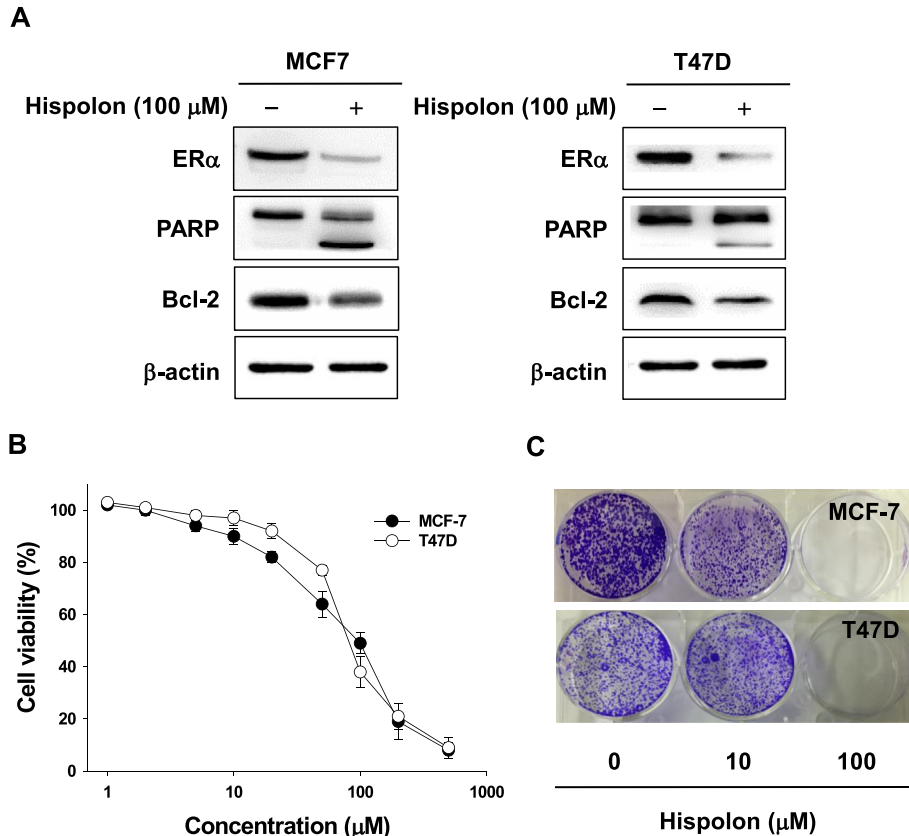 A
MCF7
Hispolon (100 μM) − +
ERα
PARP
Bcl-2
β-actin
T47D
Hispolon (100 μM) − +
ERα
PARP
Bcl-2
β-actin
B
Cell viability (%)
100
80
60
40
20
0
MCF-7
T47D
1 10 100 1000
Concentration (μM)
C
MCF-7
T47D
0 10 100
Hispolon (μM)